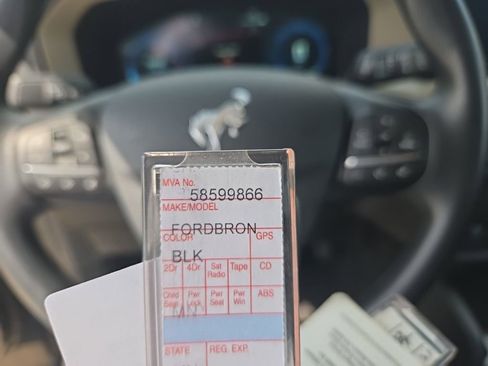 MVA No.
58599866
MAKE/MODEL
FORDBRON
COLOR GPS
BLK
2Dr 4Dr Sat Radio Tape CD
Child Seat Pwr Lock Pwr Seat Pwr Win ABS
STATE REG. EXP.